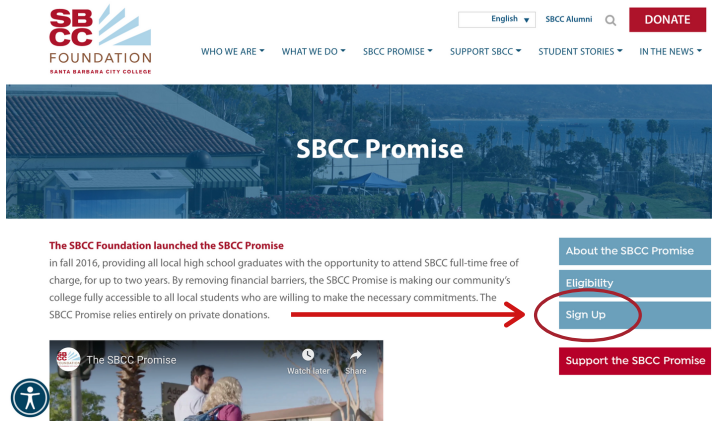 SB
CC
FOUNDATION
SANTA BARBARA CITY COLLEGE
English
SBCC Alumni
DONATE
WHO WE ARE
WHAT WE DO
SBCC PROMISE
SUPPORT SBCC
STUDENT STORIES
IN THE NEWS
SBCC Promise
The SBCC Foundation launched the SBCC Promise
in fall 2016, providing all local high school graduates with the opportunity to attend SBCC full-time free of
charge, for up to two years. By removing financial barriers, the SBCC Promise is making our community's
college fully accessible to all local students who are willing to make the necessary commitments. The
SBCC Promise relies entirely on private donations.
About the SBCC Promise
Eligibility
Sign Up
Support the SBCC Promise
The SBCC Promise
Watch later
Share